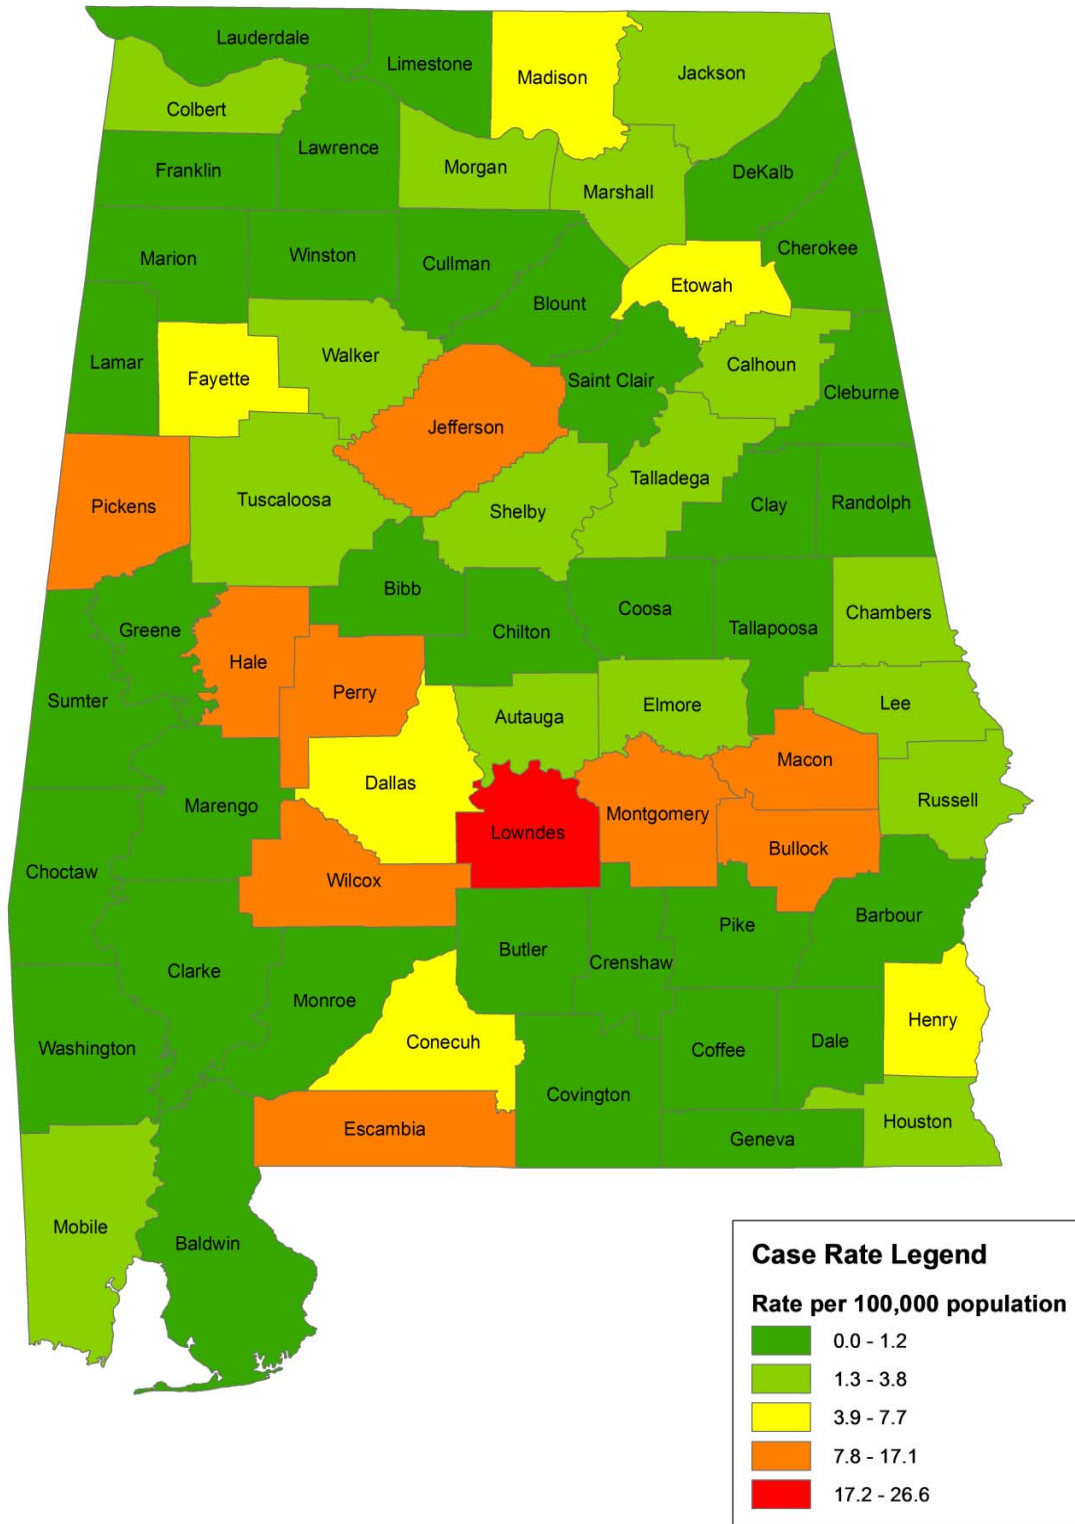 Lauderdale
Limestone
Madison
Jackson
Colbert
Lawrence
Franklin
Morgan
Marshall
DeKalb
Cherokee
Marion
Winston
Cullman
Blount
Etowah
Lamar
Fayette
Walker
Saint Clair
Calhoun
Cleburne
Jefferson
Pickens
Tuscaloosa
Shelby
Talladega
Clay
Randolph
Bibb
Greene
Chilton
Coosa
Tallapoosa
Chambers
Hale
Perry
Sumter
Autauga
Elmore
Lee
Marengo
Dallas
Lowndes
Montgomery
Macon
Russell
Bullock
Choctaw
Wilcox
Barbour
Butler
Pike
Crenshaw
Clarke
Monroe
Conecuh
Henry
Washington
Coffee
Dale
Covington
Escambia
Houston
Geneva
Mobile
Baldwin
Case Rate Legend
Rate per 100,000 population
0.0 - 1.2
1.3 - 3.8
3.9 - 7.7
7.8 - 17.1
17.2 - 26.6